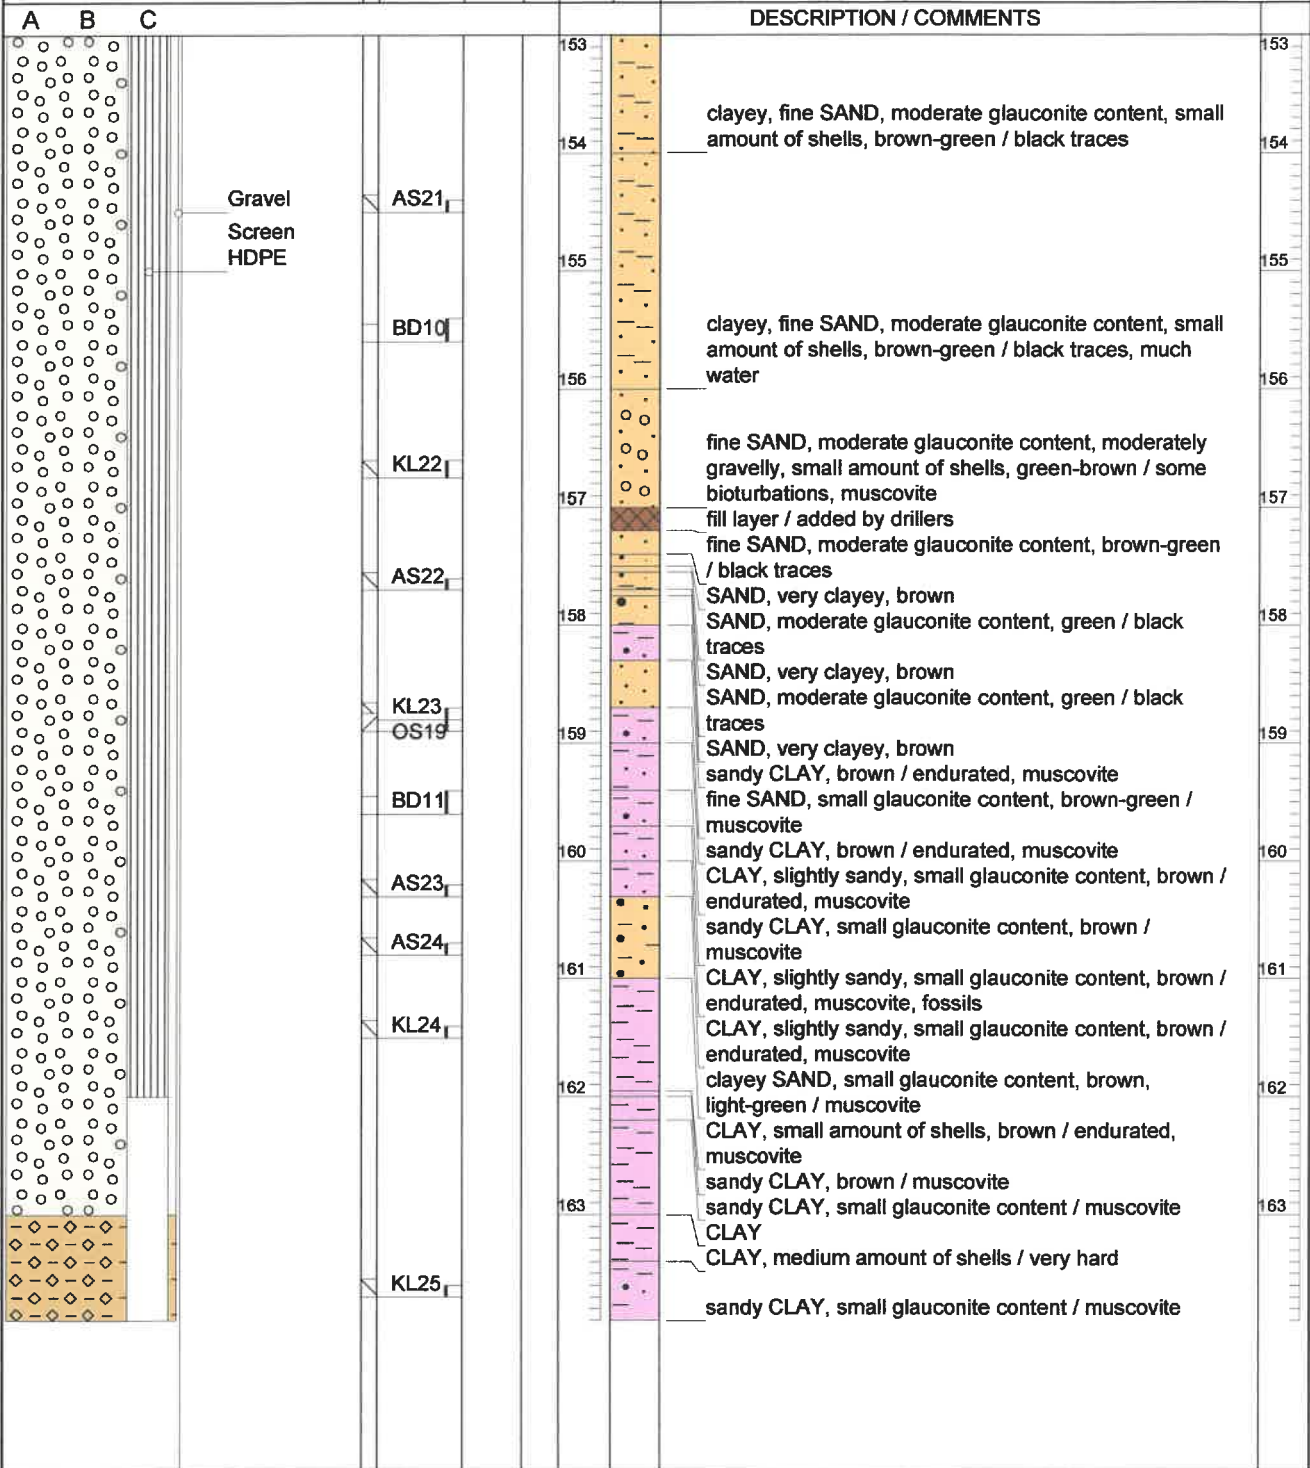 A B C DESCRIPTION / COMMENTS
153 153
clayey, fine SAND, moderate glauconite content, small
amount of shells, brown-green / black traces
154 154
Gravel AS21
Screen
HDPE
155 155
BD10
clayey, fine SAND, moderate glauconite content, small
amount of shells, brown-green / black traces, much
water
156 156
fine SAND, moderate glauconite content, moderately
gravelly, small amount of shells, green-brown / some
bioturbations, muscovite
KL22
157 157
fill layer / added by drillers
fine SAND, moderate glauconite content, brown-green
/ black traces
AS22
SAND, very clayey, brown
158 158
SAND, moderate glauconite content, green / black
traces
SAND, very clayey, brown
SAND, moderate glauconite content, green / black
traces
KL23
OS19
159 159
SAND, very clayey, brown
sandy CLAY, brown / endurated, muscovite
BD11
fine SAND, small glauconite content, brown-green /
muscovite
160 160
sandy CLAY, brown / endurated, muscovite
CLAY, slightly sandy, small glauconite content, brown /
endurated, muscovite
AS23
sandy CLAY, small glauconite content, brown /
muscovite
AS24
161 161
CLAY, slightly sandy, small glauconite content, brown /
endurated, muscovite, fossils
KL24
CLAY, slightly sandy, small glauconite content, brown /
endurated, muscovite
162 162
clayey SAND, small glauconite content, brown,
light-green / muscovite
CLAY, small amount of shells, brown / endurated,
muscovite
sandy CLAY, brown / muscovite
163 163
sandy CLAY, small glauconite content / muscovite
CLAY
CLAY, medium amount of shells / very hard
KL25
sandy CLAY, small glauconite content / muscovite